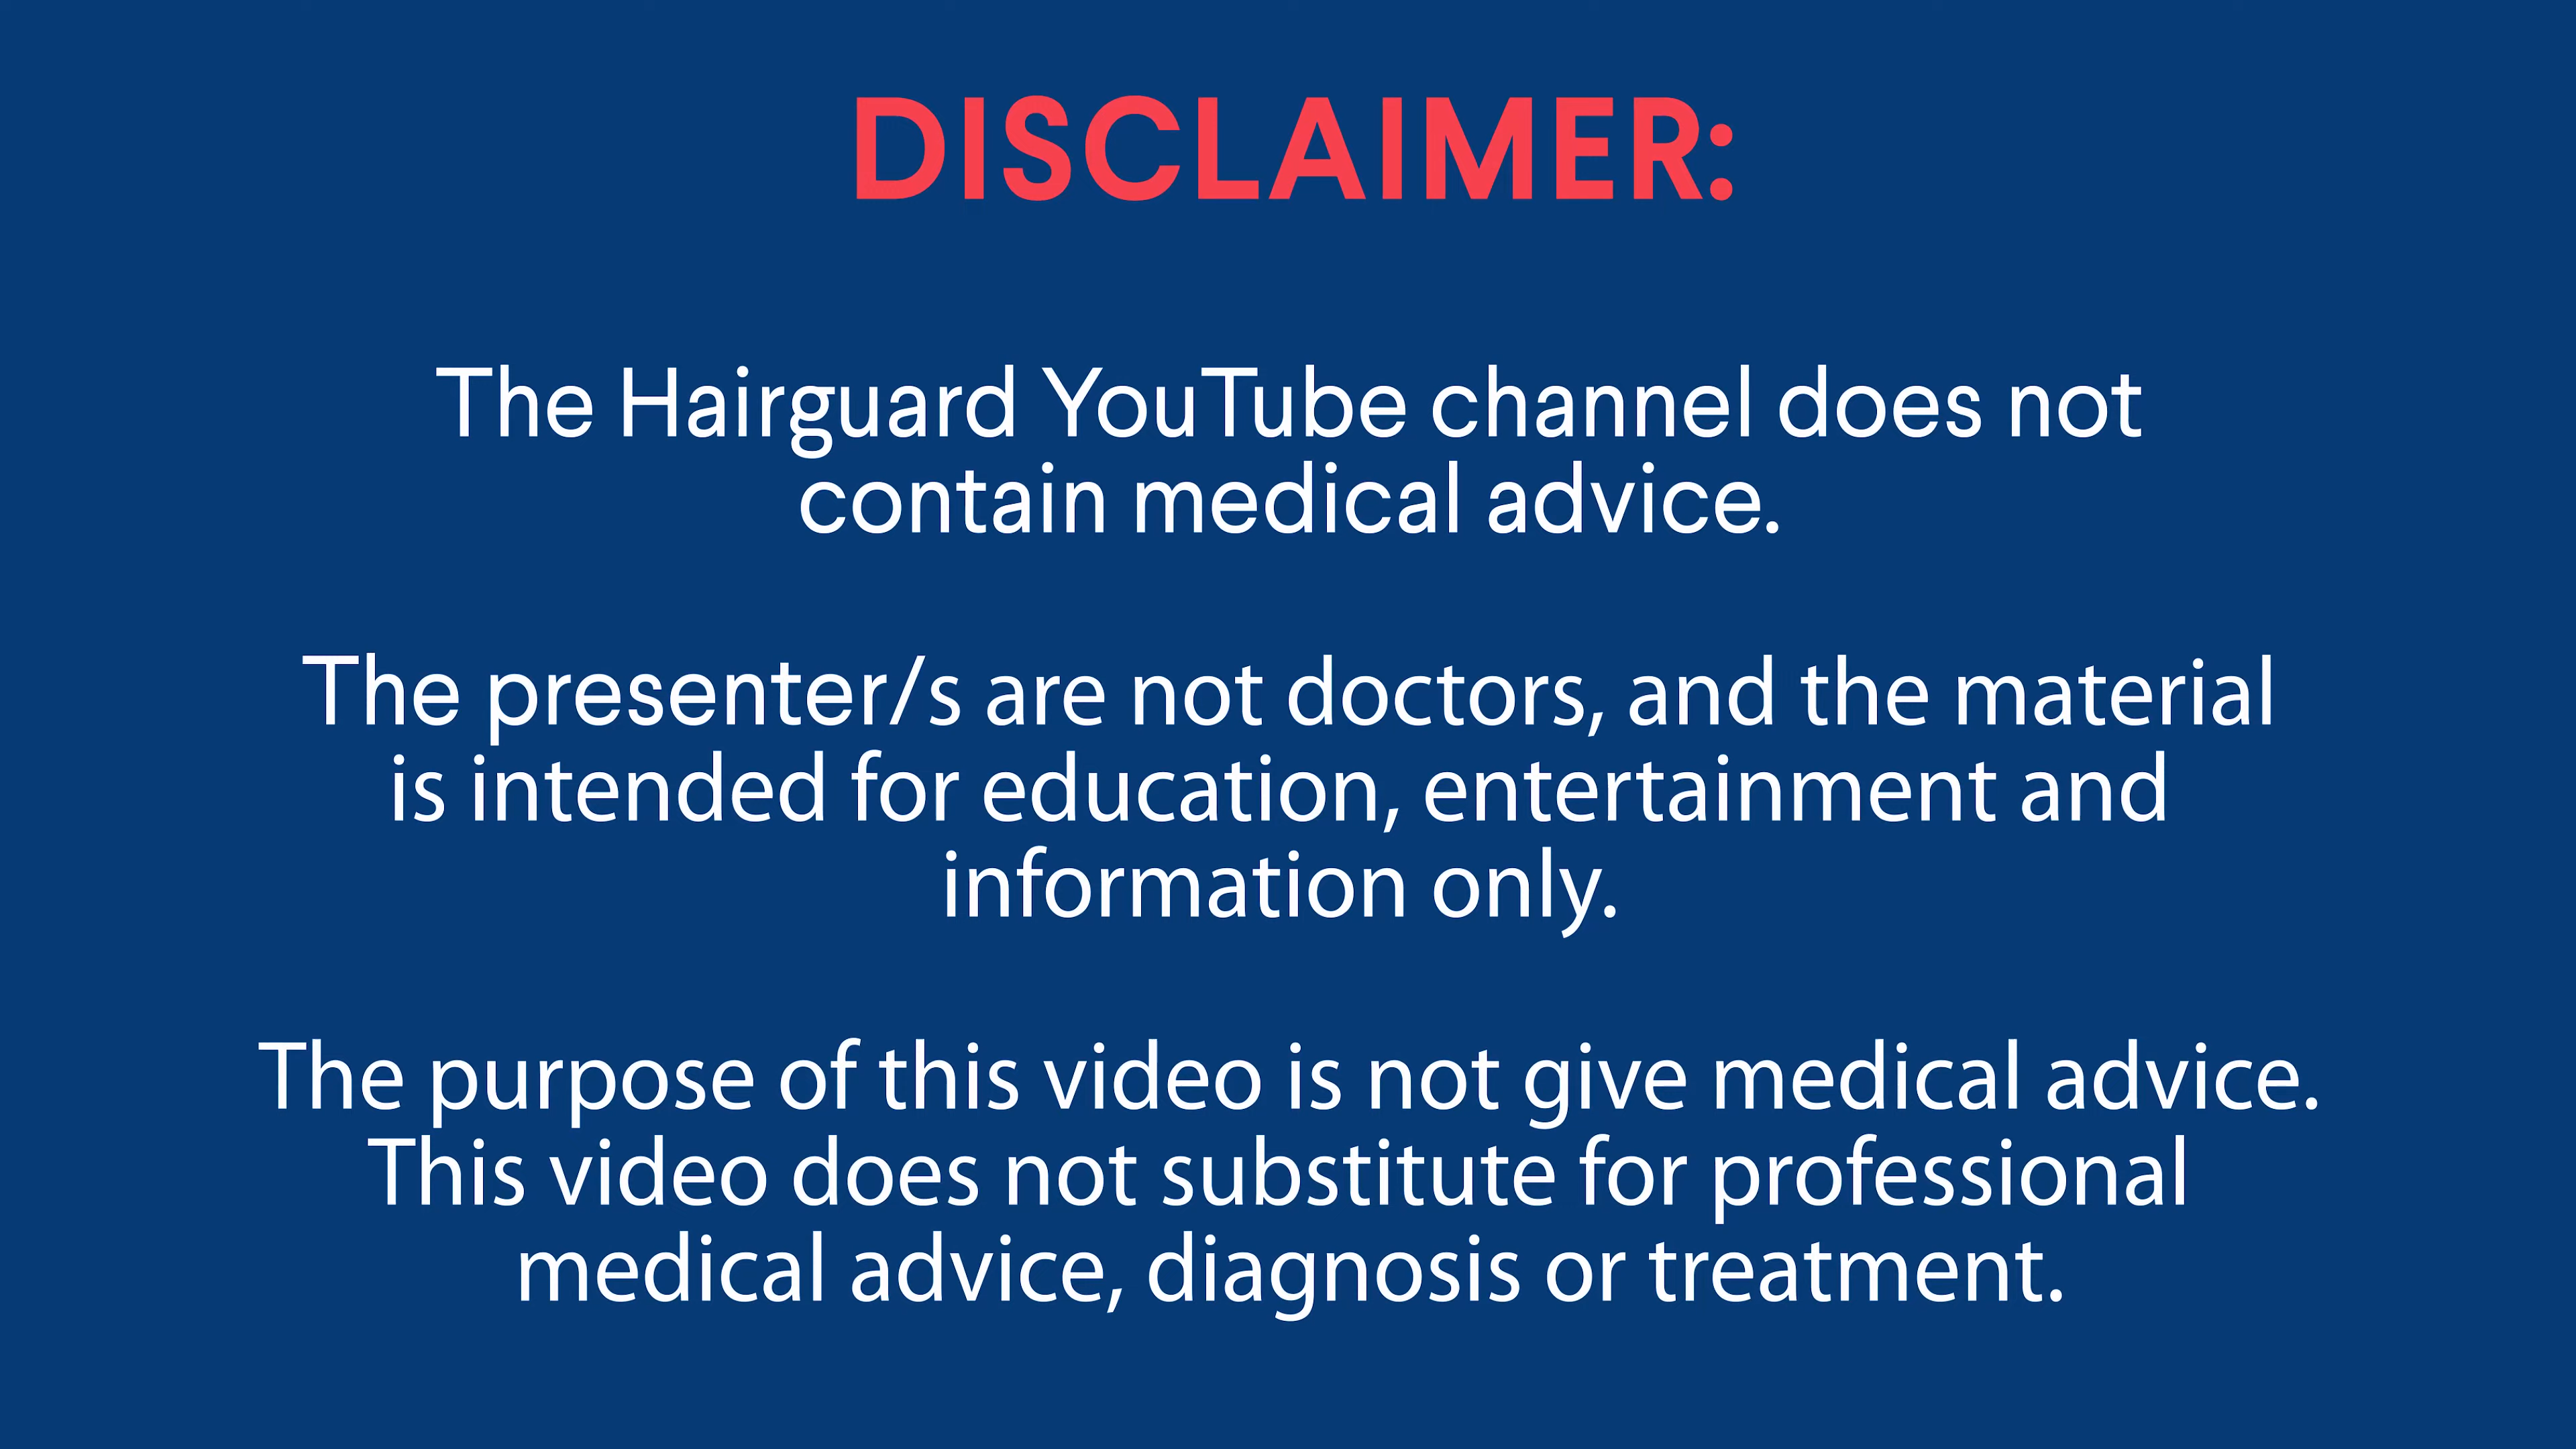 DISCLAIMER:
The Hairguard YouTube channel does not
contain medical advice.
The presenter/s are not doctors, and the material
is intended for education, entertainment and
information only.
The purpose of this video is not give medical advice.
This video does not substitute for professional
medical advice, diagnosis or treatment.